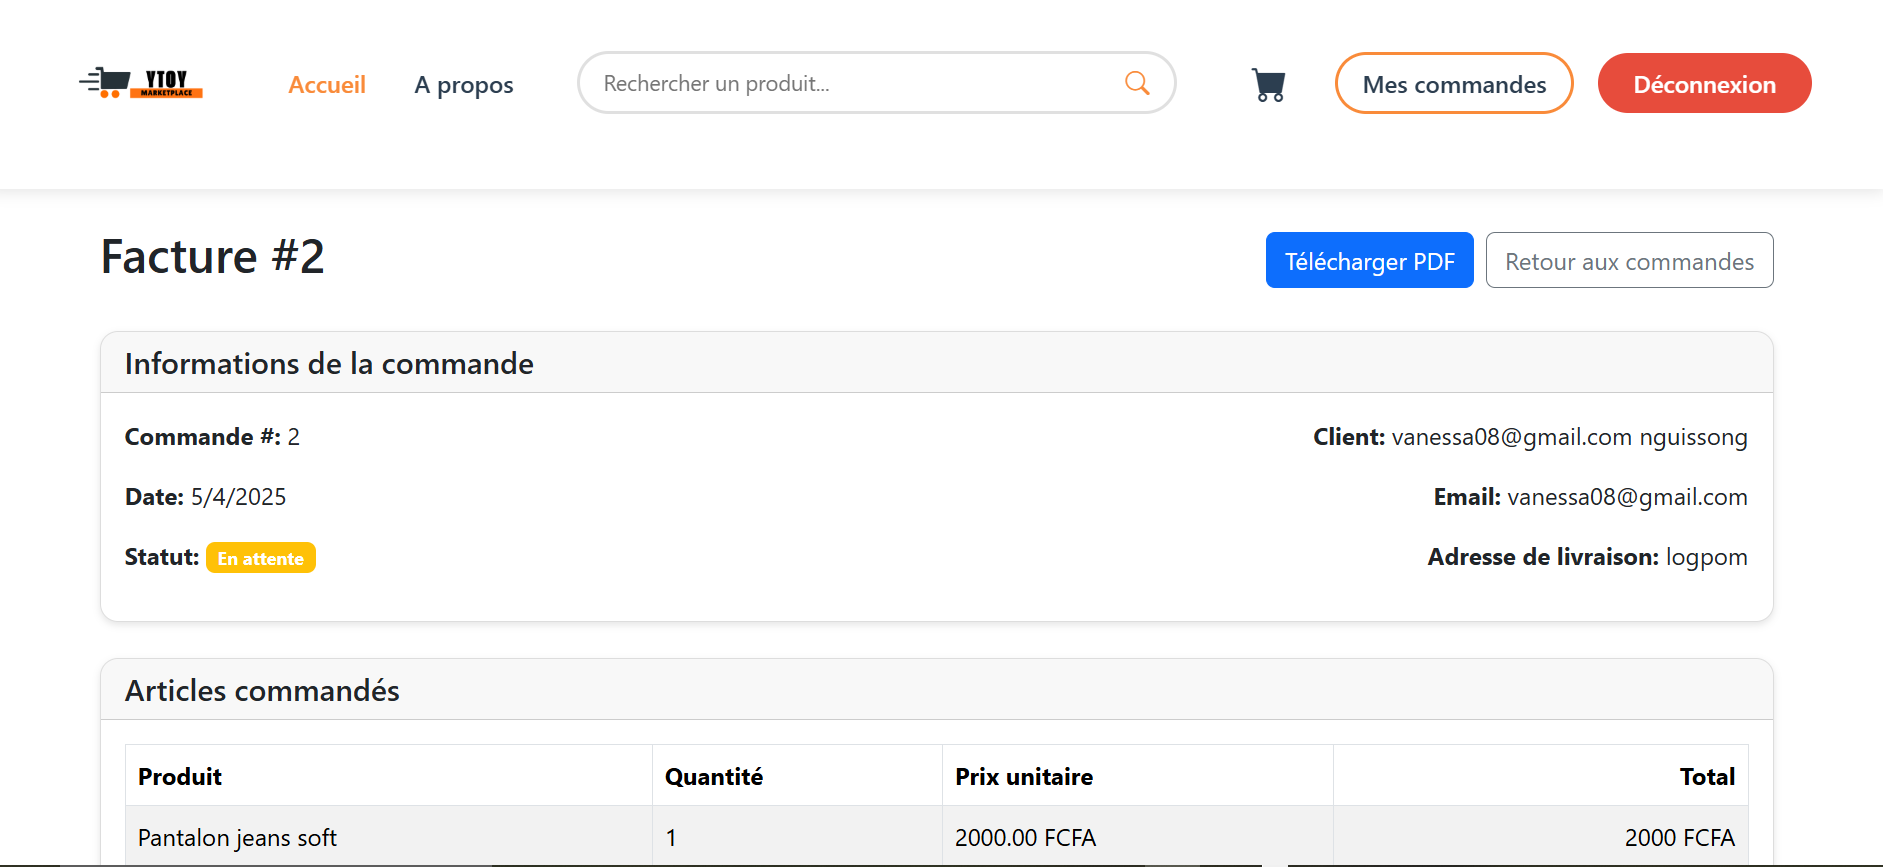 YTOY
MARKETPLACE
Accueil
A propos
Rechercher un produit...
Mes commandes
Déconnexion
Facture #2
Télécharger PDF
Retour aux commandes
Informations de la commande
Commande #: 2
Client: vanessa08@gmail.com nguissong
Date: 5/4/2025
Email: vanessa08@gmail.com
Statut: En attente
Adresse de livraison: logpom
Articles commandés
Produit Quantité Prix unitaire Total
Pantalon jeans soft 1 2000.00 FCFA 2000 FCFA